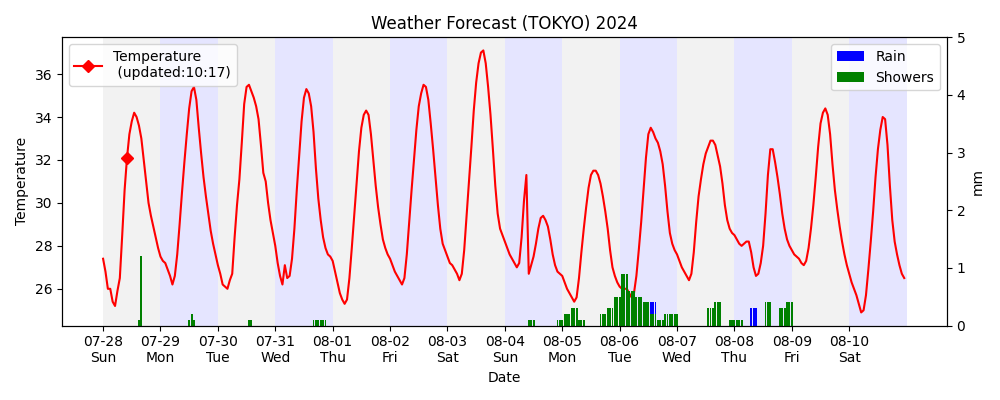 Weather Forecast (TOKYO) 2024
Temperature
(updated:10:17)
Rain
Showers
Temperature
36
34
32
30
28
26
5
4
3
2
1
0
mm
07-28 07-29 07-30 07-31 08-01 08-02 08-03 08-04 08-05 08-06 08-07 08-08 08-09 08-10
Sun Mon Tue Wed Thu Fri Sat Sun Mon Tue Wed Thu Fri Sat
Date